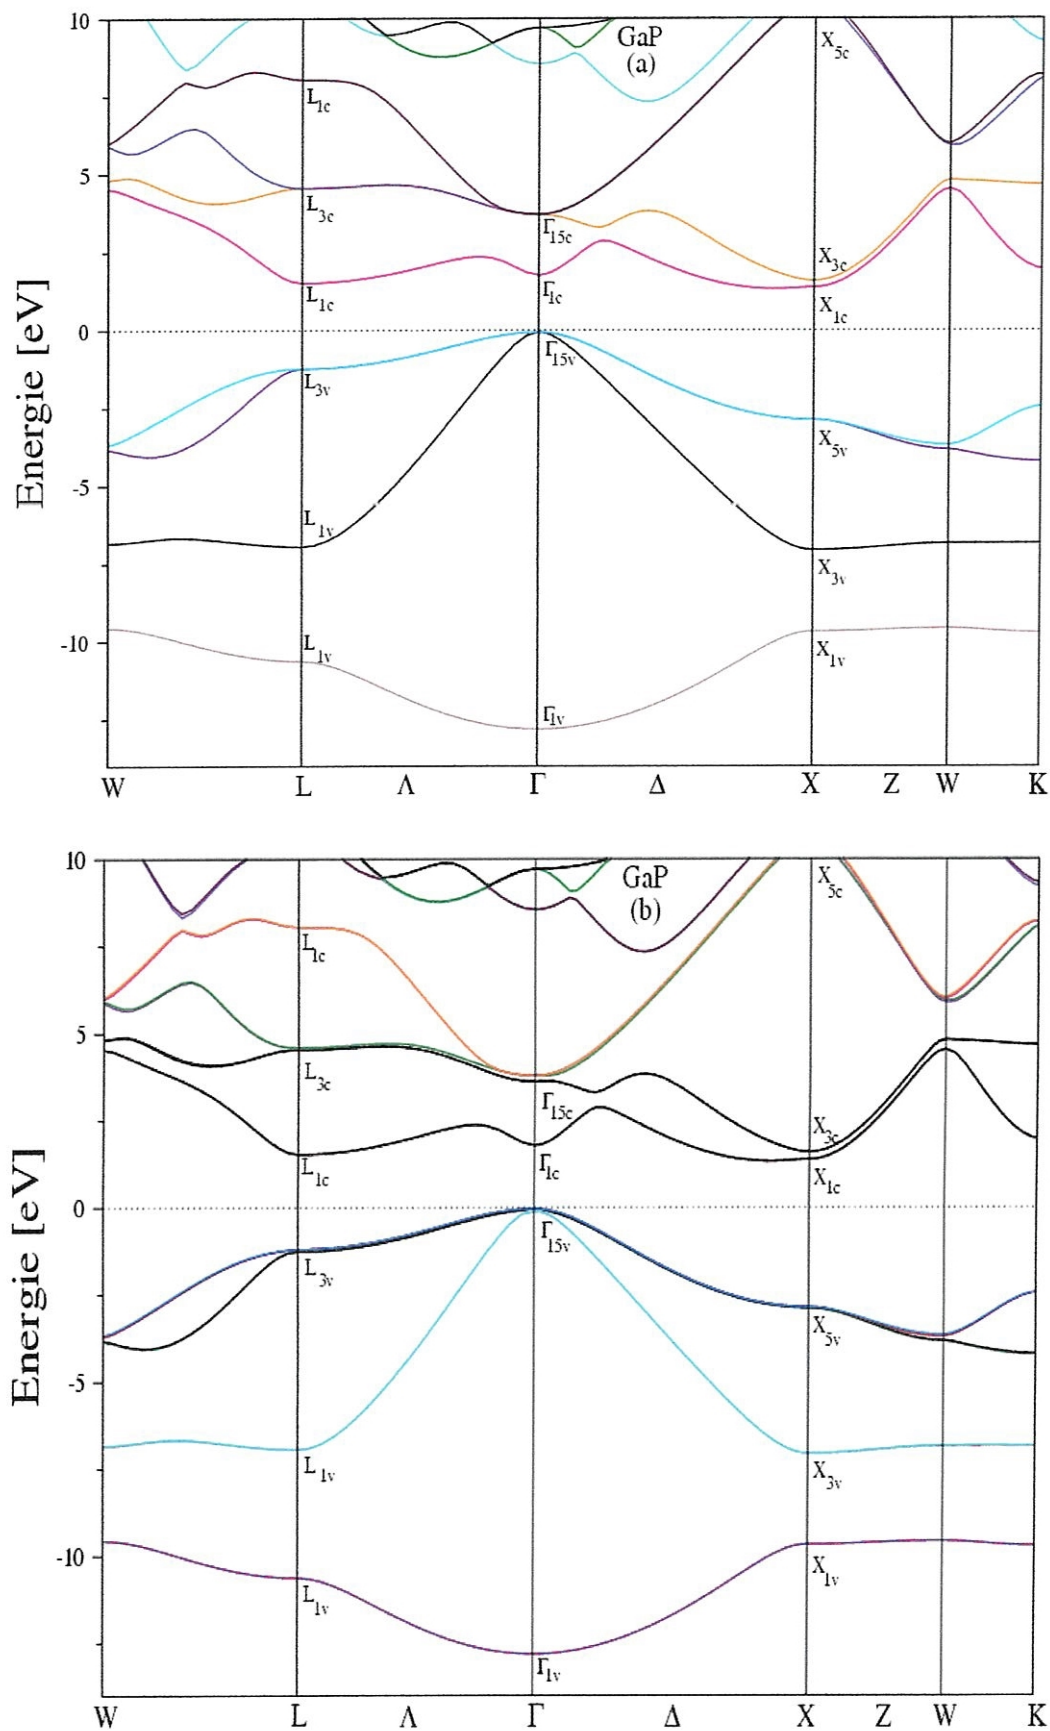 10
GaP
(a)
X5c
L1c
5
L3c
Γ15c
X3c
Γ1c
L1c
X1c
0
Γ15v
L3v
X5v
-5
L1v
X3v
-10
L1v
X1v
Γ1v
Energie [eV]
W L Λ Γ Δ X Z W K
10
GaP
(b)
X5c
L1c
5
L3c
Γ15c
X3c
Γ1c
L1c
X1c
0
Γ15v
L3v
X5v
-5
L1v
X3v
-10
L1v
X1v
Γ1v
Energie [eV]
W L Λ Γ Δ X Z W K